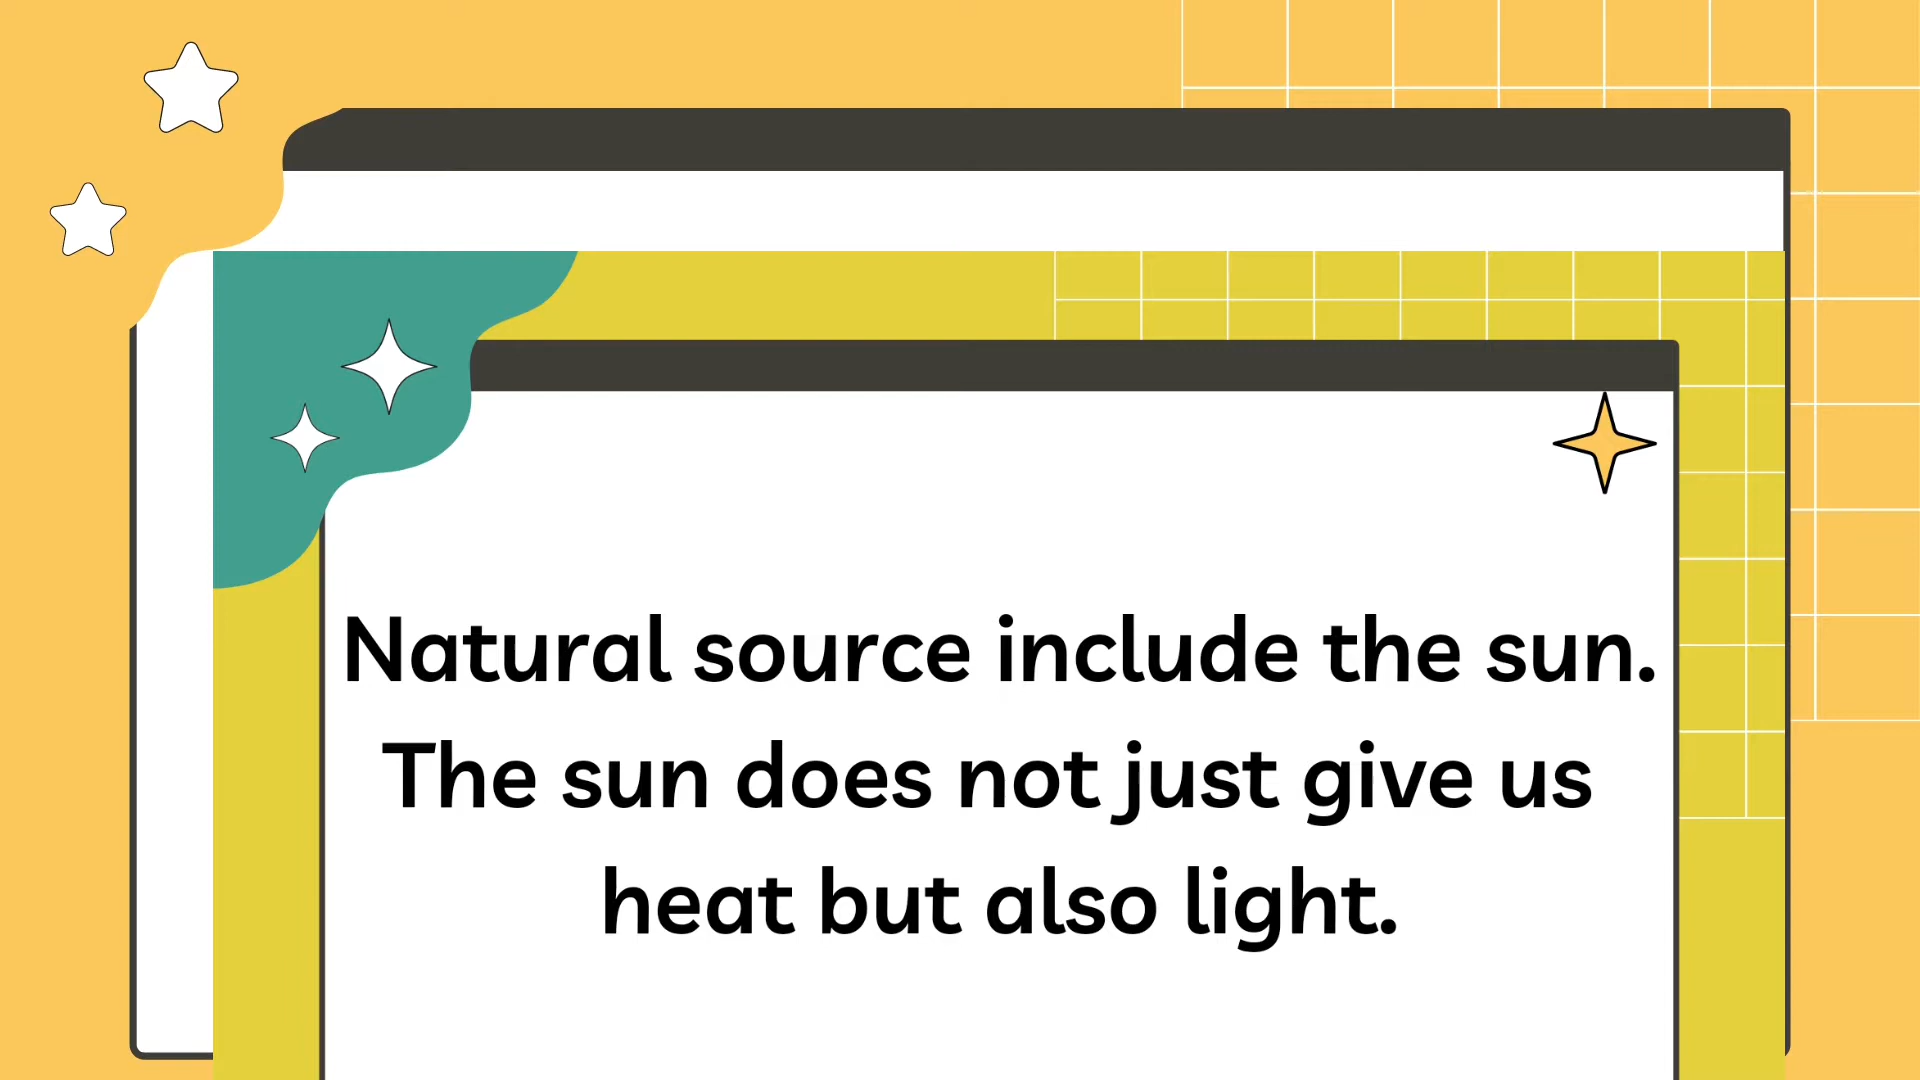 Natural source include the sun.
The sun does not just give us
heat but also light.